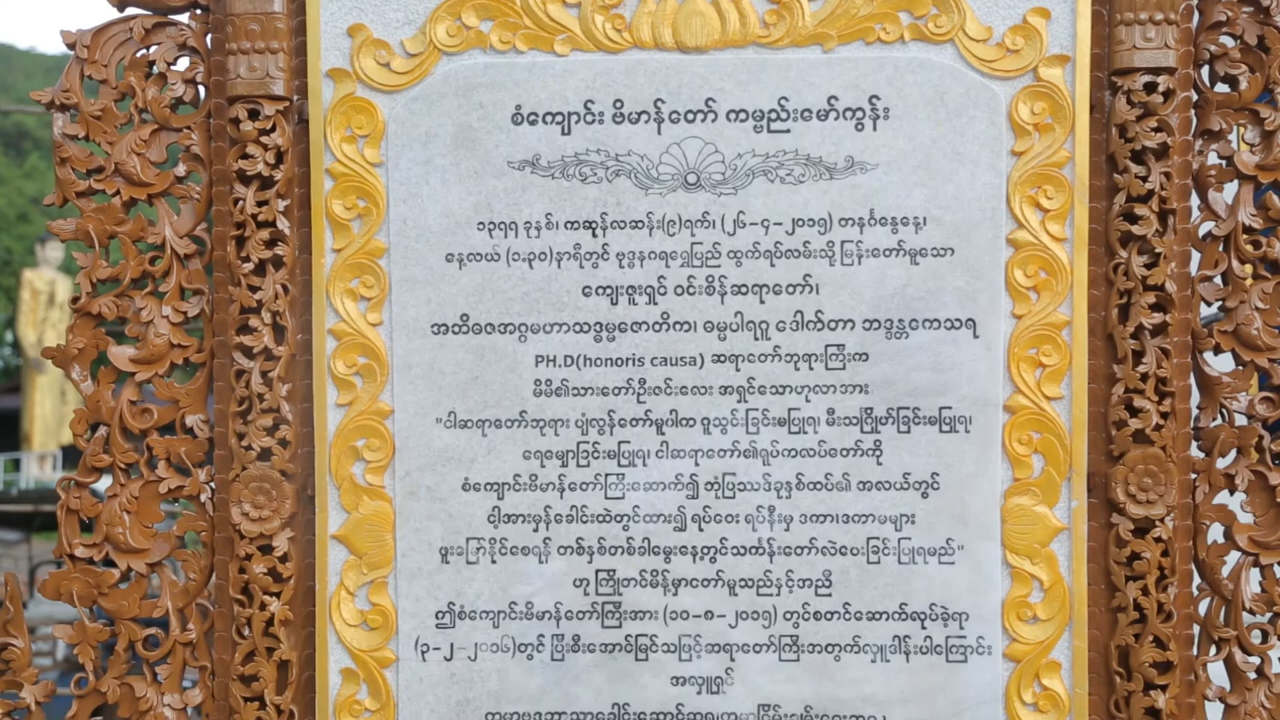 စံကျောင်း ဗိမာန်တော် ကမ္ဗည်းမော်ကွန်း
၁၃၇၇ ခုနှစ်၊ ကဆုန်လဆန်း(၉)ရက်၊ (၂၆-၄-၂၀၁၅) တနင်္ဂနွေနေ့၊
နေ့လယ် (၁:၃၀)နာရီတွင် ဗုဒ္ဓနဂရရွှေပြည် ထွက်ရပ်လမ်းသို့ မြန်းတော်မူသော
ကျေးဇူးရှင် ဝင်းစိန်ဆရာတော်၊
အဘိဓဇအဂ္ဂမဟာသဒ္ဓမ္မဇောတိက၊ ဓမ္မပါရဂူ ဒေါက်တာ ဘဒ္ဒန္တကေသရ
PH.D(honoris causa) ဆရာတော်ဘုရားကြီးက
မိမိ၏သားတော်ဦးဇင်းလေး အရှင်သောဟုလာအား
"ငါဆရာတော်ဘုရား ပျံလွန်တော်မူပါက ဂူသွင်းခြင်းမပြုရ၊ မီးသင်္ဂြိုဟ်ခြင်းမပြုရ၊
ရေမျှောခြင်းမပြုရ၊ ငါဆရာတော်၏ရုပ်ကလပ်တော်ကို
စံကျောင်းဗိမာန်တော်ကြီးဆောက်၍ ဘုံပြဿဒ်ခုနှစ်ထပ်၏ အလယ်တွင်
ငါ့အားမှန်ခေါင်းထဲတွင်ထား၍ ရပ်ဝေး ရပ်နီးမှ ဒကာ၊ဒကာမများ
ဖူးမြော်နိုင်စေရန် တစ်နှစ်တစ်ခါမွေးနေ့တွင်သင်္ကန်းတော်လဲပေးခြင်းပြုရမည်"
ဟု ကြိုတင်မိန့်မှာတော်မူသည်နှင့်အညီ
ဤစံကျောင်းဗိမာန်တော်ကြီးအား (၁၀-၈-၂၀၁၅) တွင်စတင်ဆောက်လုပ်ခဲ့ရာ
(၃-၂-၂၀၁၆)တွင် ပြီးစီးအောင်မြင်သဖြင့်ဆရာတော်ကြီးအတွက်လှူဒါန်းပါကြောင်း
အလှူရှင်